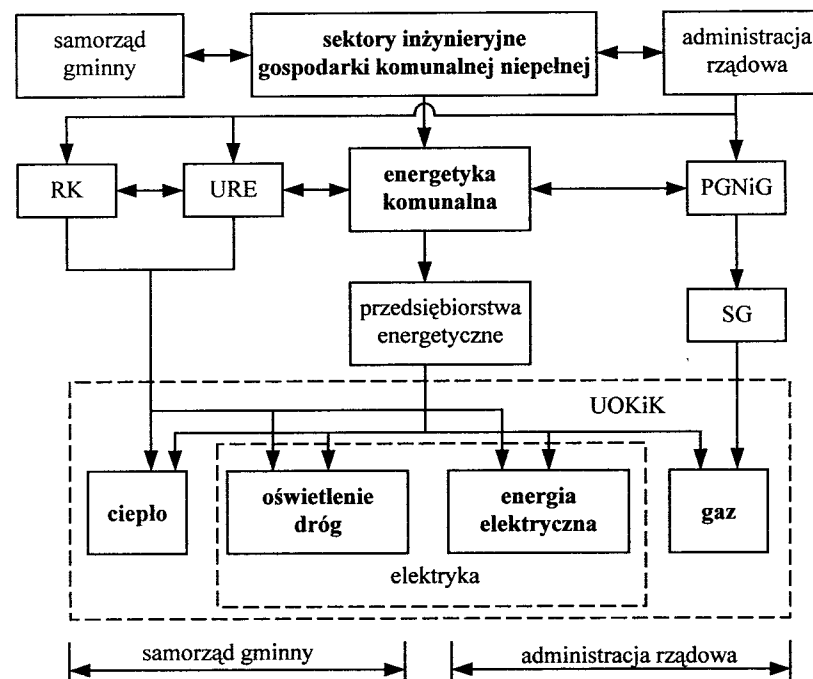 samorząd
gminny
sektory inżynieryjne
gospodarki komunalnej niepełnej
administracja
rządowa
RK
URE
energetyka
komunalna
PGNiG
przedsiębiorstwa
energetyczne
SG
UOKiK
ciepło
oświetlenie
dróg
energia
elektryczna
gaz
elektryka
samorząd gminny
administracja rządowa